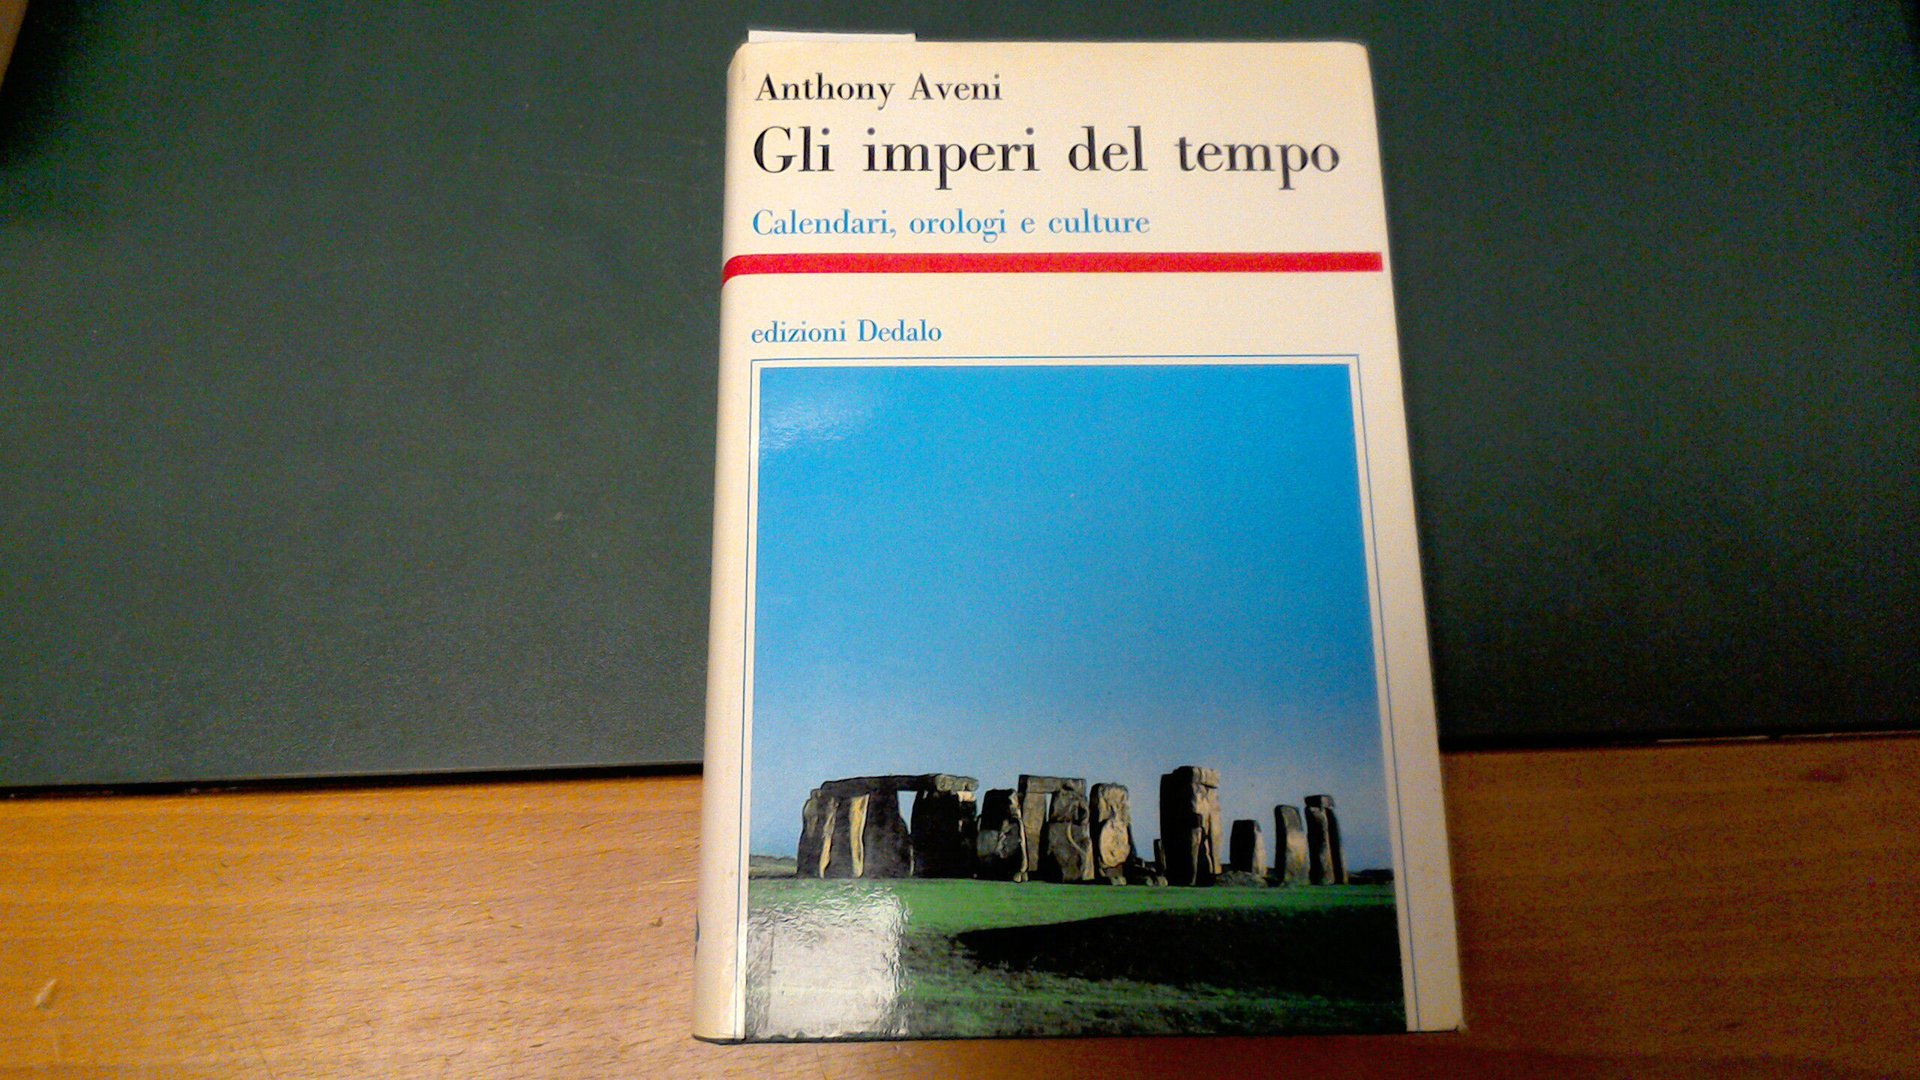 Anthony Aveni
Gli imperi del tempo
Calendari, orologi e culture
edizioni Dedalo